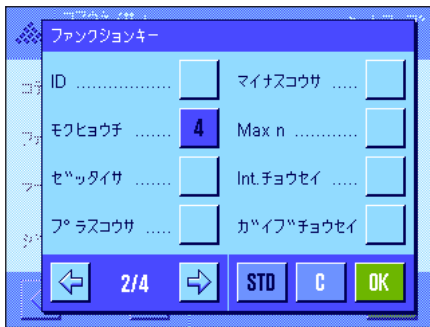 ファンクションキー
ID ................
マイナスコウサ .....
モクヒョウチ ....... 4
Max n ............
ゼッタイサ .......
Int.チョウセイ .....
プラスコウサ .....
ガイブチョウセイ
2/4 STD C OK